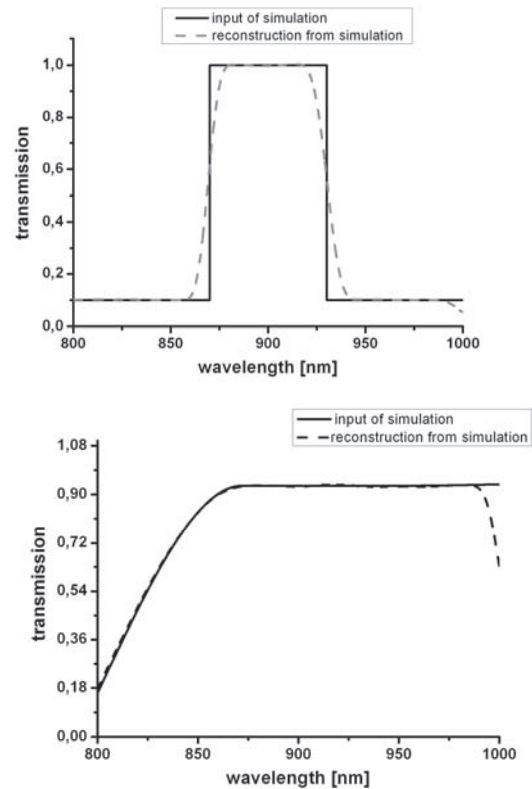 input of simulation
reconstruction from simulation
1,0
0,8
0,6
0,4
0,2
0,0
transmission
800 850 900 950 1000
wavelength [nm]
input of simulation
reconstruction from simulation
1,08
0,90
0,72
0,54
0,36
0,18
0,00
transmission
800 850 900 950 1000
wavelength [nm]